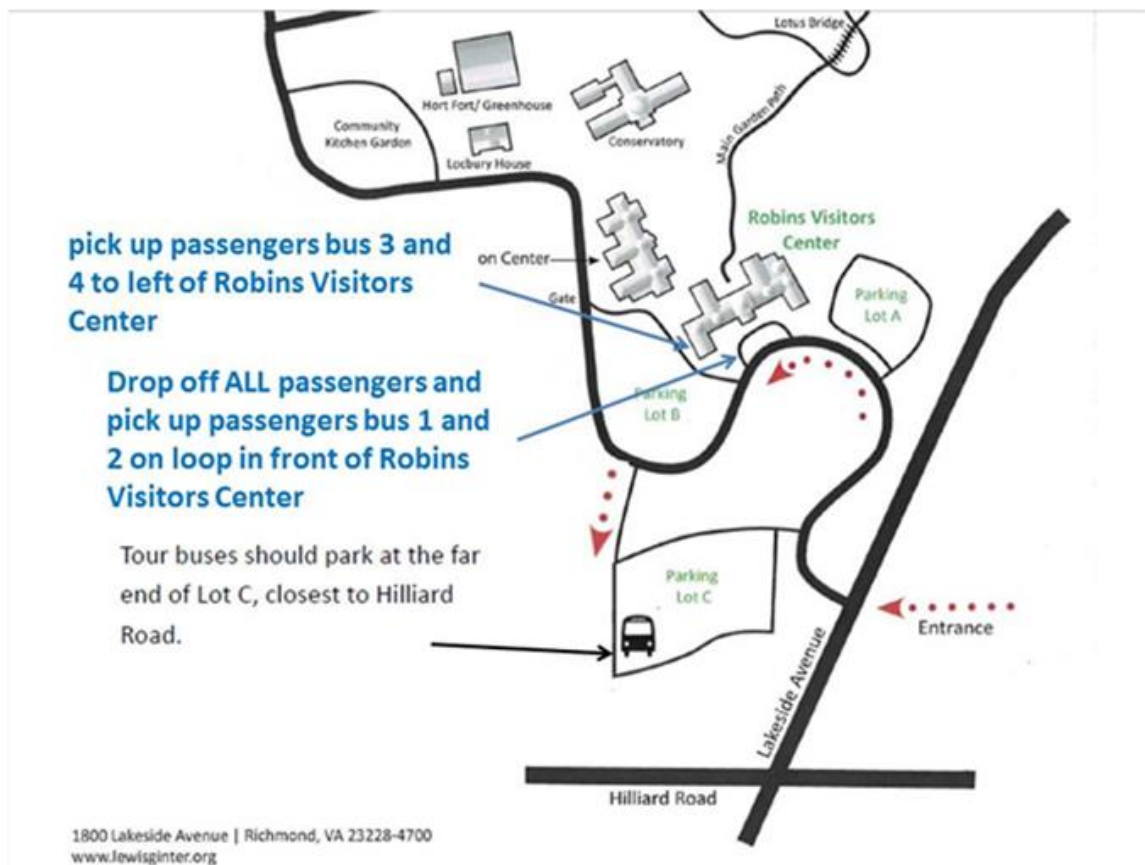 Lotus Bridge
Hort Fort/ Greenhouse
Community
Kitchen Garden
Conservatory
Main Garden Path
Locbury House
Robins Visitors
Center
pick up passengers bus 3 and
4 to left of Robins Visitors
Center
on Center
Gate
Parking
Lot A
Drop off ALL passengers and
pick up passengers bus 1 and
2 on loop in front of Robins
Visitors Center
Parking
Lot B
Tour buses should park at the far
end of Lot C, closest to Hilliard
Road.
Parking
Lot C
Entrance
Lakeside Avenue
Hilliard Road
1800 Lakeside Avenue | Richmond, VA 23228-4700
www.lewisginter.org